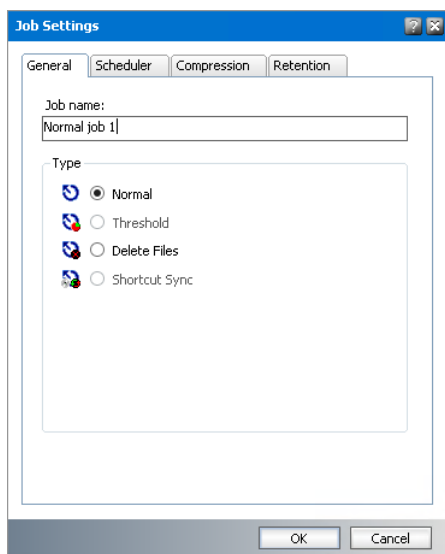 Job Settings
General Scheduler Compression Retention
Job name:
Normal job 1
Type
Normal
Threshold
Delete Files
Shortcut Sync
OK Cancel